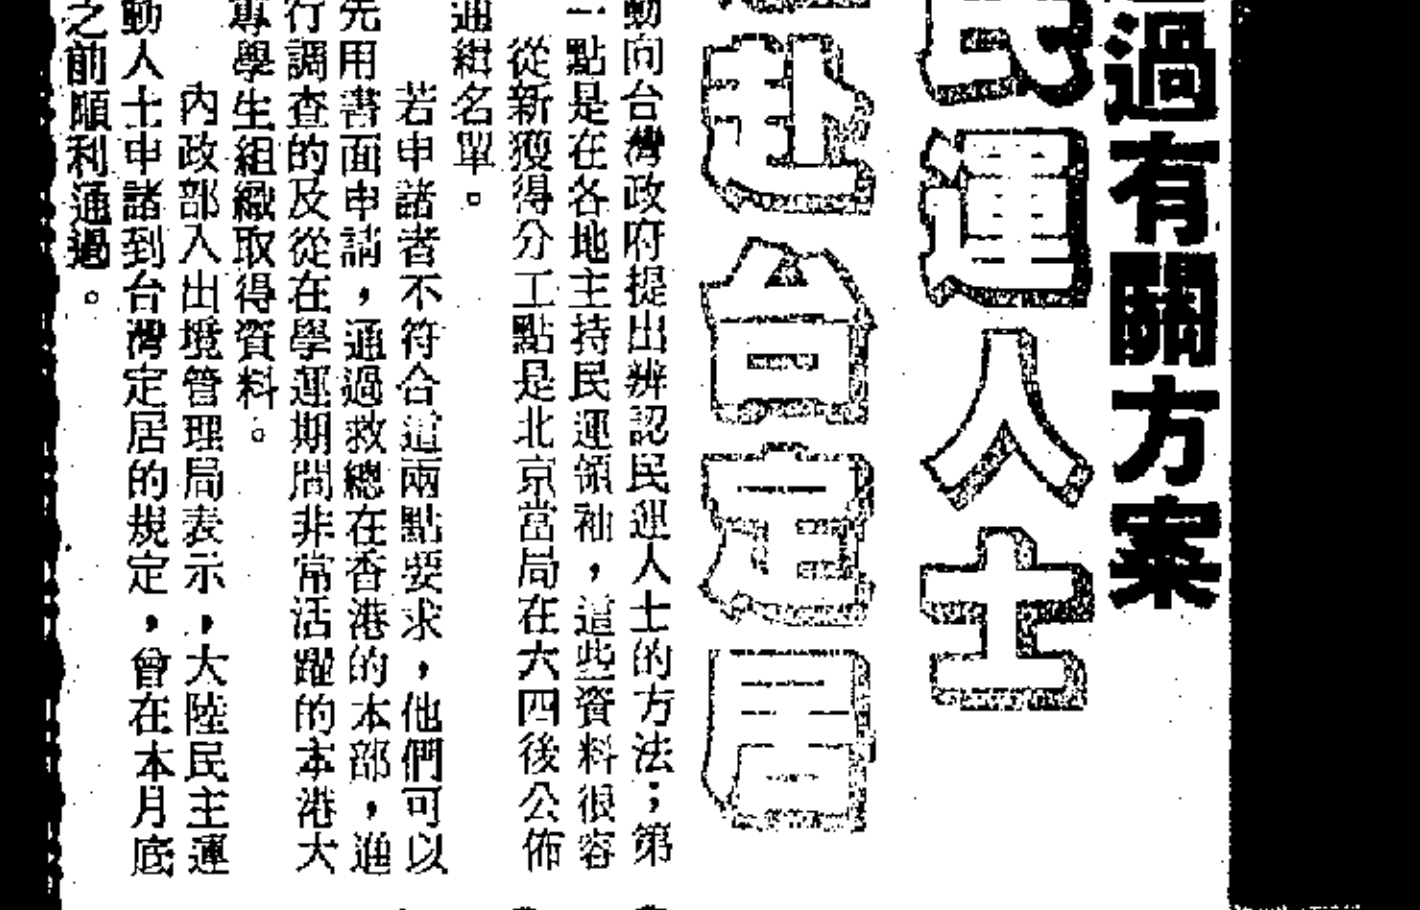 過有關方案
民運人士
赴台定居
動向台灣政府提出辨認民運人士的方法；第
一點是在各地主持民運領袖，這些資料很容
從新獲得分工點是北京當局在六四後公佈
通緝名單。
若申請者不符合這兩點要求，他們可以
先用書面申請，通過救總在香港的本部，進
行調查的及從在學運期間非常活躍的本港大
專學生組織取得資料。
內政部入出境管理局表示，大陸民主運
動人士申請到台灣定居的規定，曾在本月底
之前順利通過。